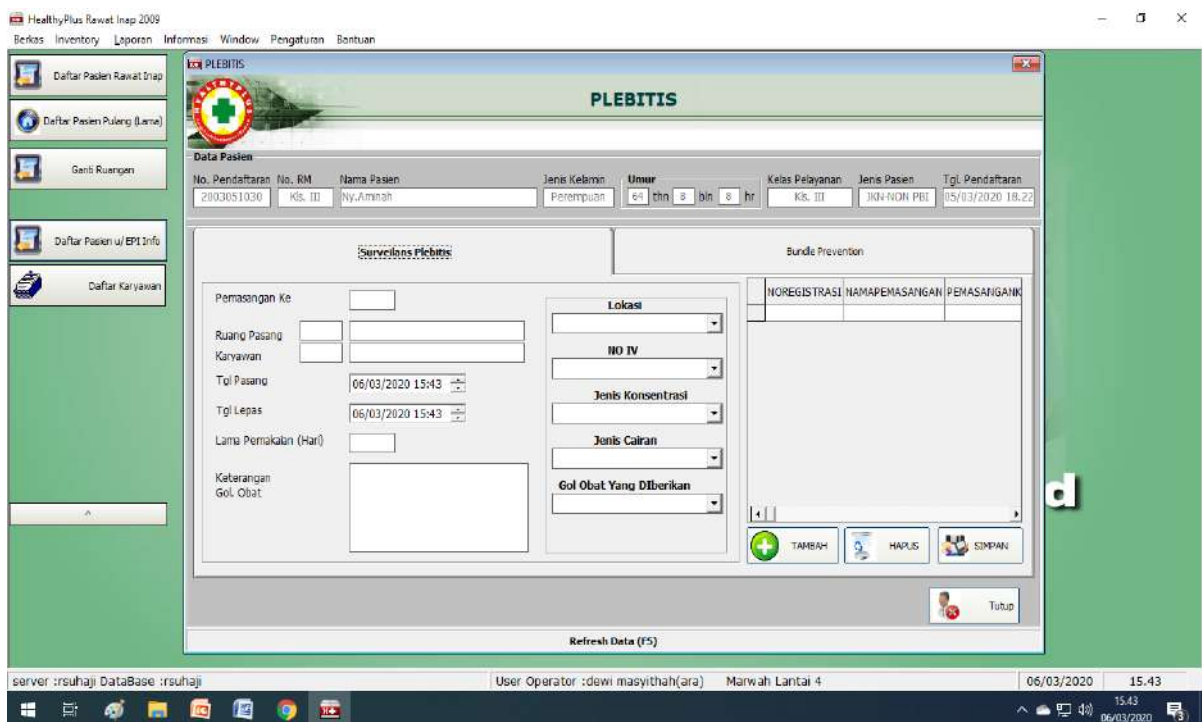 HealthyPlus Rawat Inap 2009
Berkas Inventory Laporan Informasi Window Pengaturan Bantuan
Daftar Pasien Rawat Inap
Daftar Pasien Pulang (Lama)
Ganti Ruangan
Daftar Pasien u/ EPI Info
Daftar Karyawan
PLEBITIS
HEALTHYPLUS
PLEBITIS
Data Pasien
No. Pendaftaran No. RM Nama Pasien Jenis Kelamin Umur Kelas Pelayanan Jenis Pasien Tgl. Pendaftaran
2003051030 Kls. III Ny.Aminah Perempuan 64 thn 8 bln 8 hr Kls. III JKN-NON PBI 05/03/2020 18:22
Surveilans Plebitis
Bundle Prevention
Pemasangan Ke
Ruang Pasang
Karyawan
Tgl Pasang 06/03/2020 15:43
Tgl Lepas 06/03/2020 15:43
Lama Pemakaian (Hari)
Keterangan
Gol. Obat
Lokasi
NO IV
Jenis Konsentrasi
Jenis Cairan
Gol Obat Yang DIberikan
NOREGISTRASI NAMAPEMASANGAN PEMASANGANK
TAMBAH HAPUS SIMPAN
Tutup
Refresh Data (F5)
d
server :rsuhaji DataBase :rsuhaji User Operator :dewi masyithah(ara) Marwah Lantai 4 06/03/2020 15.43
15.43
06/03/2020